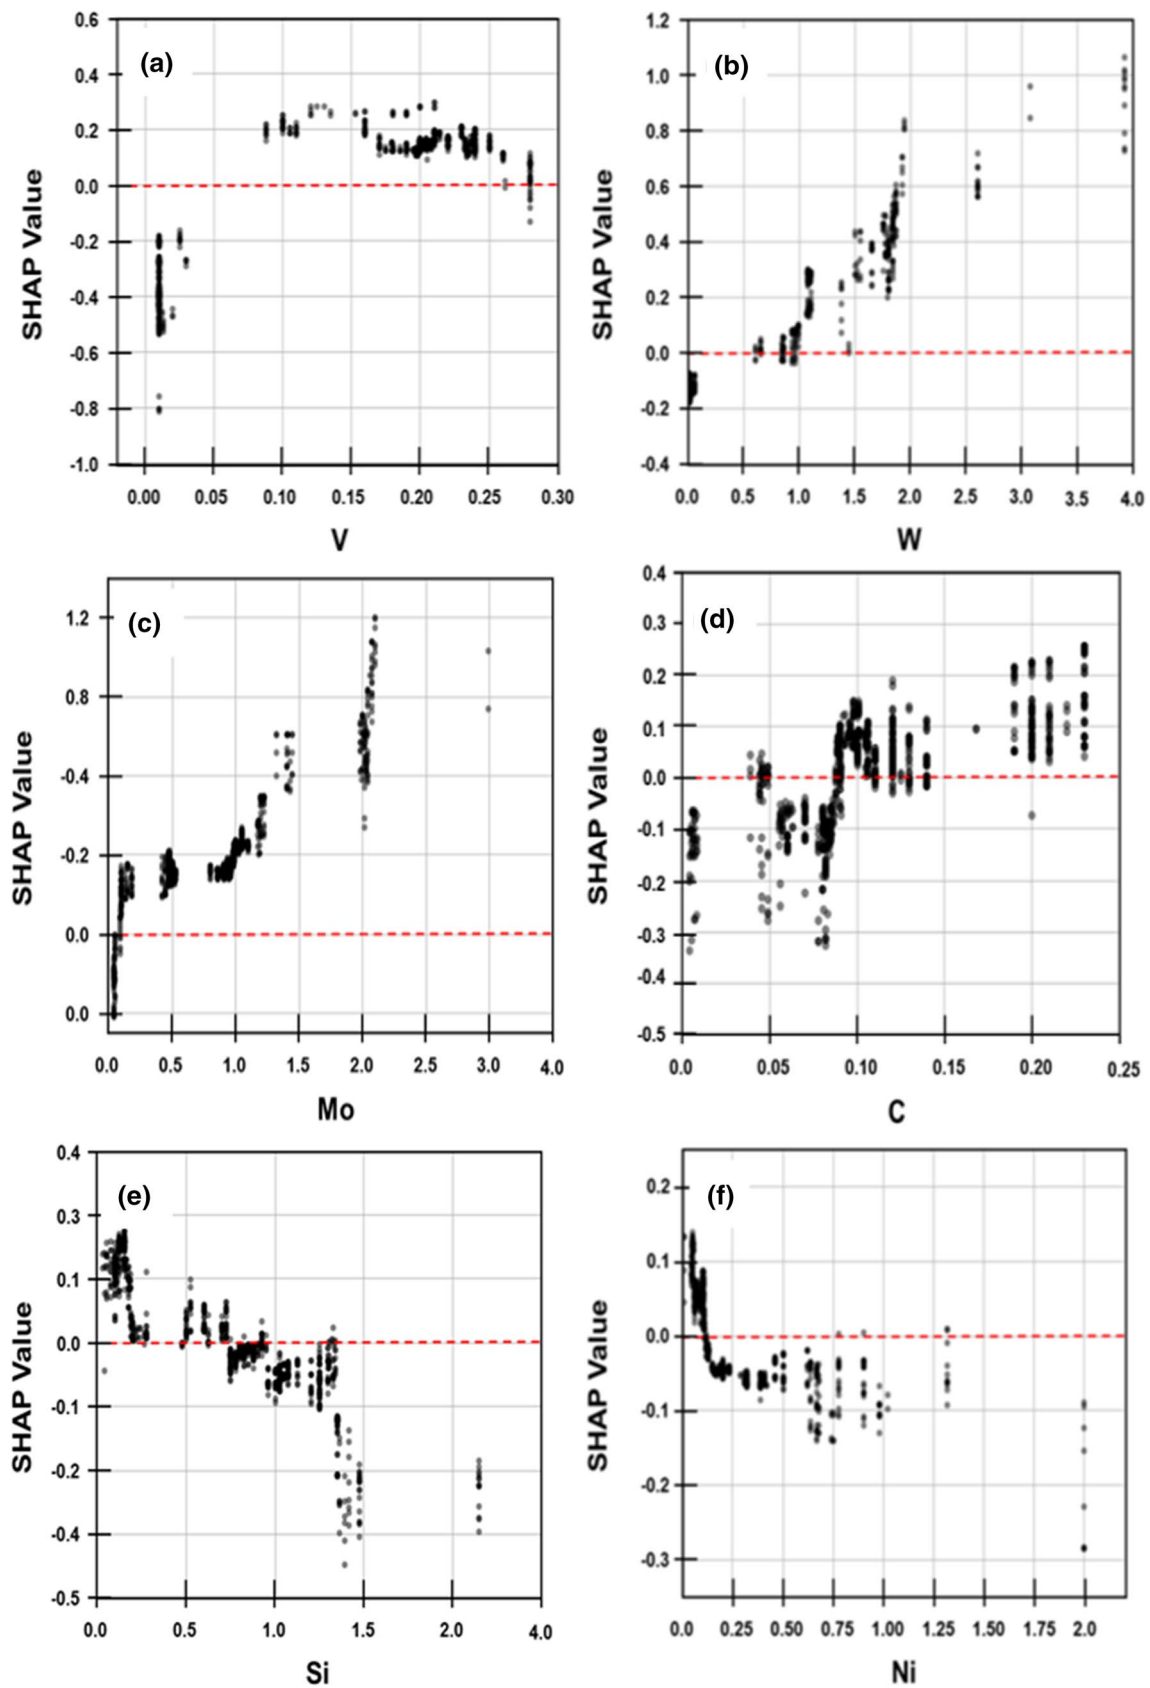 (a)
SHAP Value
0.6
0.4
0.2
0.0
-0.2
-0.4
-0.6
-0.8
-1.0
0.00 0.05 0.10 0.15 0.20 0.25 0.30
V
(b)
SHAP Value
1.2
1.0
0.8
0.6
0.4
0.2
0.0
-0.2
-0.4
0.0 0.5 1.0 1.5 2.0 2.5 3.0 3.5 4.0
W
(c)
SHAP Value
1.2
0.8
-0.4
-0.2
0.0
0.0
0.0 0.5 1.0 1.5 2.0 2.5 3.0 4.0
Mo
(d)
SHAP Value
0.4
0.3
0.2
0.1
0.0
-0.1
-0.2
-0.3
-0.4
-0.5
0.0 0.05 0.10 0.15 0.20 0.25
C
(e)
SHAP Value
0.4
0.3
0.1
0.0
-0.1
-0.2
-0.4
-0.5
0.0 0.5 1.0 1.5 2.0 4.0
Si
(f)
SHAP Value
0.2
0.1
0.0
-0.1
-0.2
-0.3
0.0 0.25 0.50 0.75 1.00 1.25 1.50 1.75 2.0
Ni